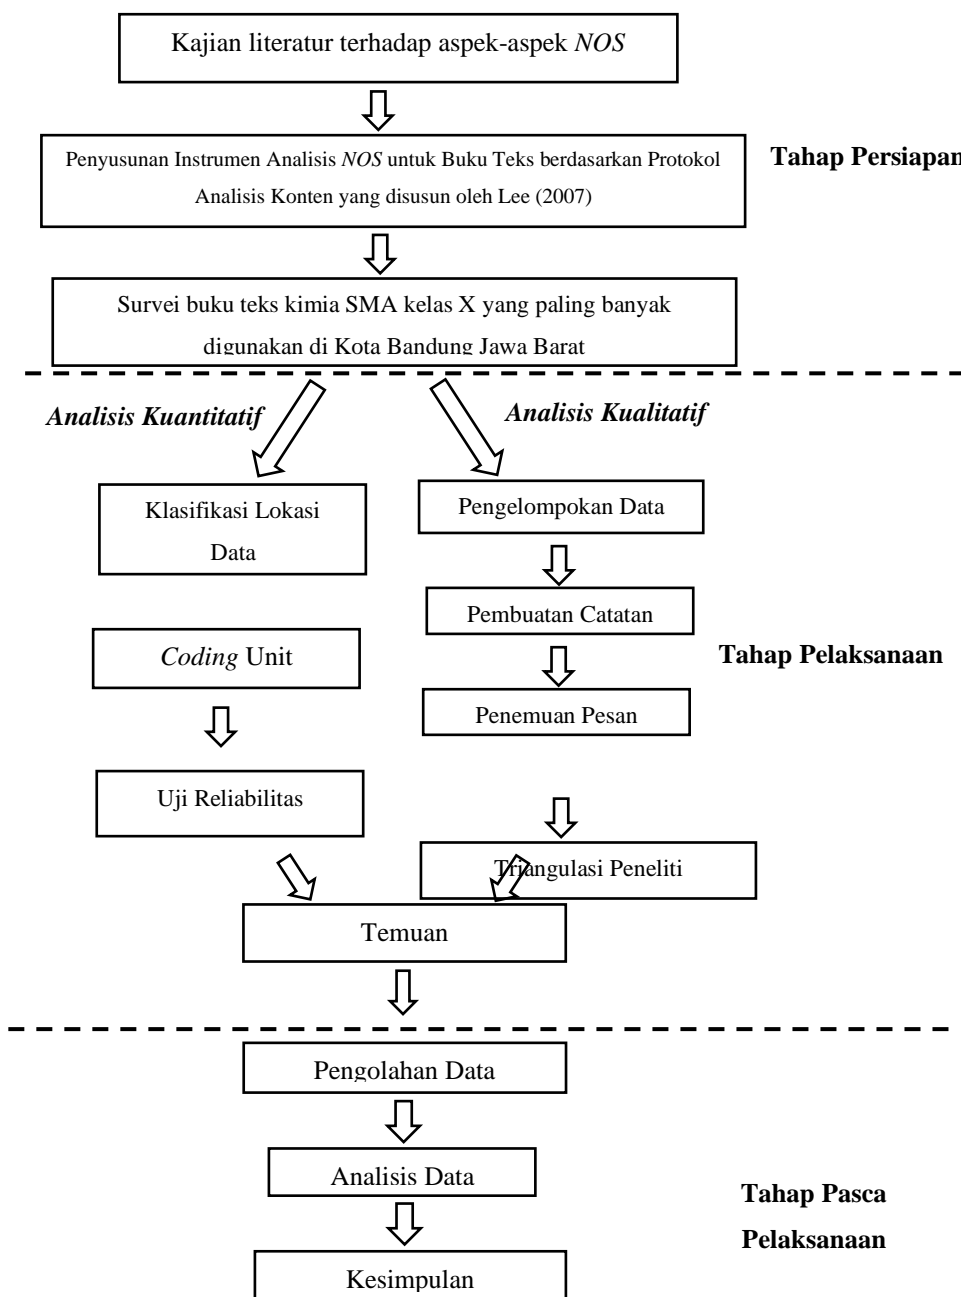 Kajian literatur terhadap aspek-aspek NOS
Penyusunan Instrumen Analisis NOS untuk Buku Teks berdasarkan Protokol
Analisis Konten yang disusun oleh Lee (2007)
Tahap Persiapan
Survei buku teks kimia SMA kelas X yang paling banyak
digunakan di Kota Bandung Jawa Barat
Analisis Kuantitatif
Analisis Kualitatif
Klasifikasi Lokasi
Data
Pengelompokan Data
Pembuatan Catatan
Coding Unit
Tahap Pelaksanaan
Penemuan Pesan
Uji Reliabilitas
Triangulasi Peneliti
Temuan
Pengolahan Data
Analisis Data
Tahap Pasca
Pelaksanaan
Kesimpulan